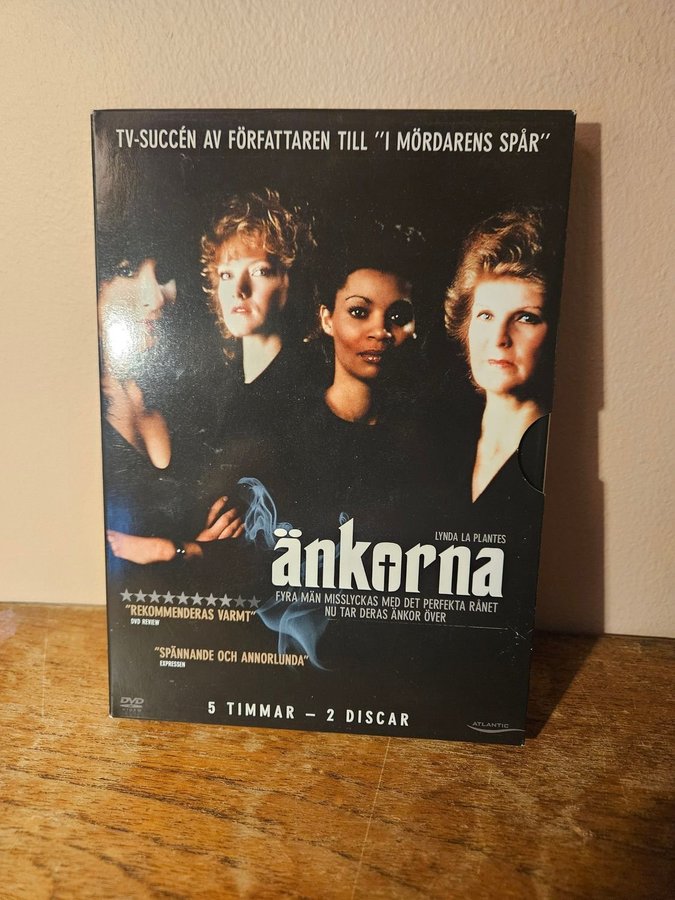 TV-SUCCÉN AV FÖRFATTAREN TILL "I MÖRDARENS SPÅR"
LYNDA LA PLANTES
änkorna
FYRA MÄN MISSLYCKAS MED DET PERFEKTA RÅNET
NU TAR DERAS ÄNKOR ÖVER
"REKOMMENDERAS VARMT"
DVD REVIEW
"SPÄNNANDE OCH ANNORLUNDA"
EXPRESSEN
5 TIMMAR – 2 DISCAR
DVD
VIDEO
ATLANTIC